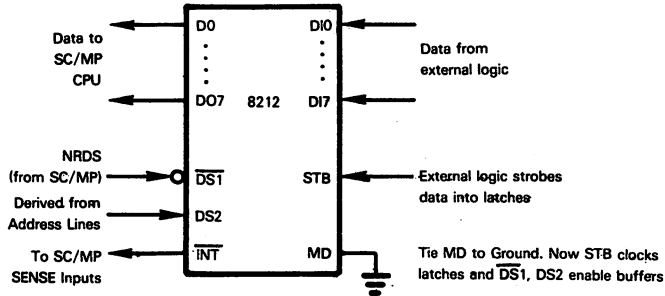 Data to
SC/MP
CPU
D0
DO7
8212
DI0
DI7
Data from
external logic
NRDS
(from SC/MP)
DS1
STB
External logic strobes
data into latches
Derived from
Address Lines
DS2
To SC/MP
SENSE Inputs
INT
MD
Tie MD to Ground. Now STB clocks
latches and DS1, DS2 enable buffers